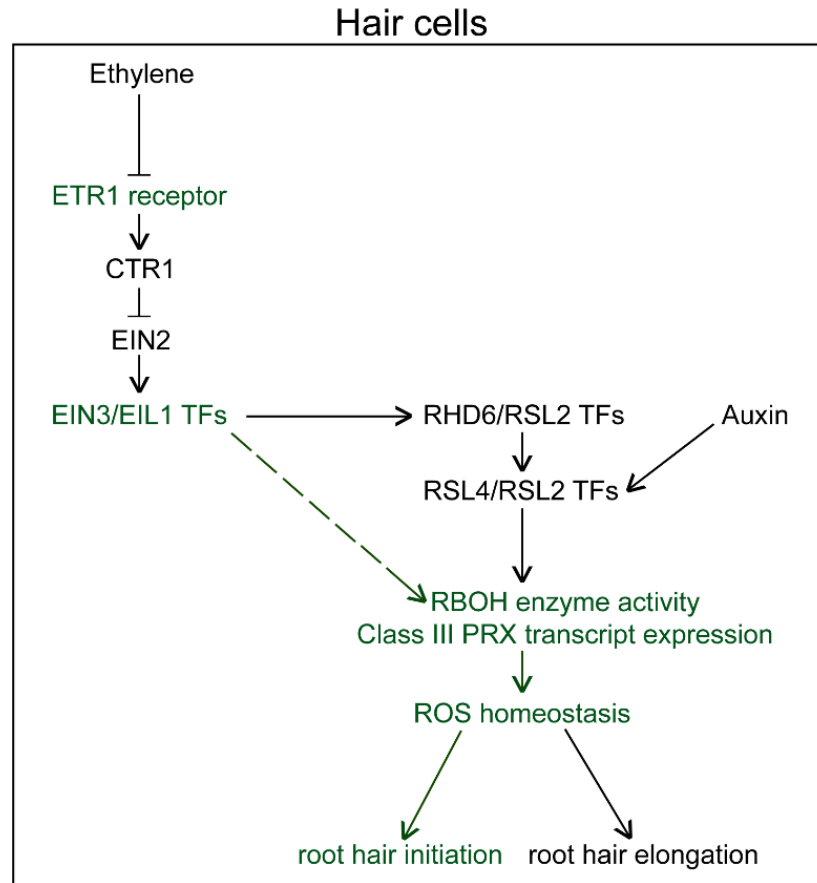 Hair cells
Ethylene
ETR1 receptor
CTR1
EIN2
EIN3/EIL1 TFs
RHD6/RSL2 TFs
Auxin
RSL4/RSL2 TFs
RBOH enzyme activity
Class III PRX transcript expression
ROS homeostasis
root hair initiation
root hair elongation